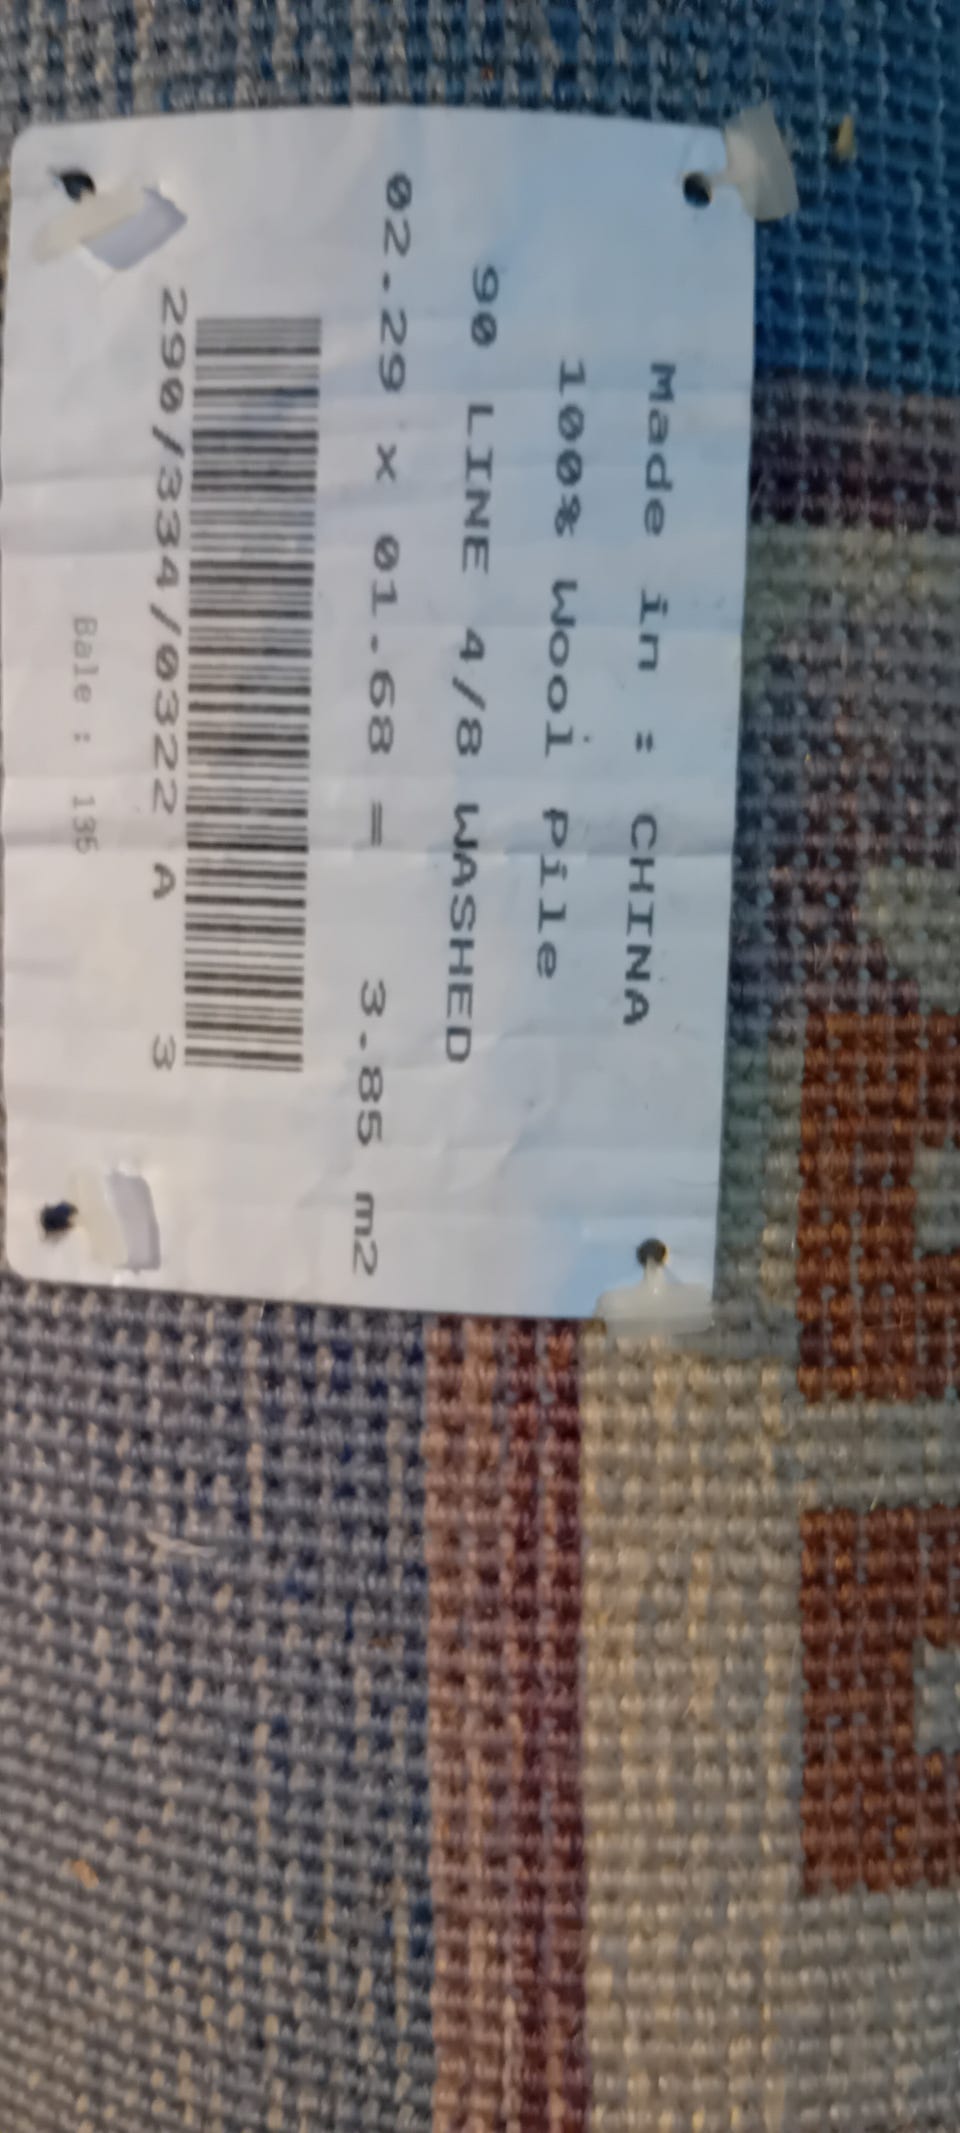 Made in : CHINA
100% Wool Pile
90 LINE 4/8 WASHED
02.29 x 01.68 = 3.85 m2
290/334/0322 A 3
Bale : 135